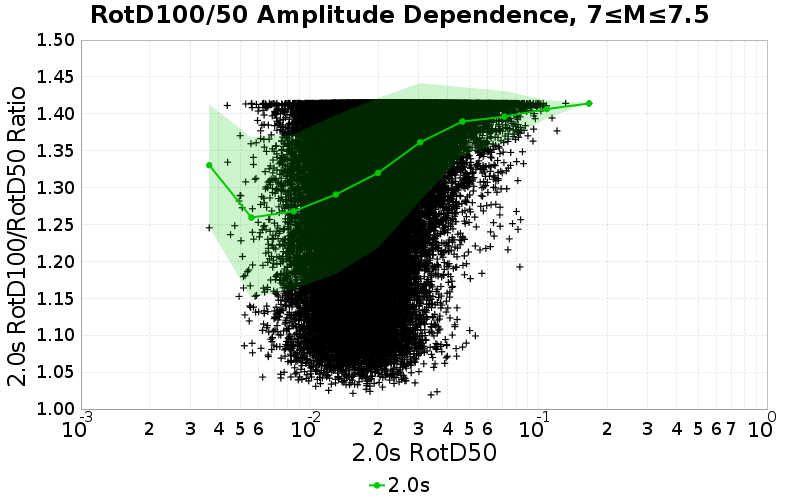 RotD100/50 Amplitude Dependence, 7≤M≤7.5
2.0s RotD100/RotD50 Ratio
1.50
1.45
1.40
1.35
1.30
1.25
1.20
1.15
1.10
1.05
1.00
10-3 2 3 4 5 6 10-2 2 3 4 5 6 10-1 2 3 4 5 6 7 100
2.0s RotD50
2.0s